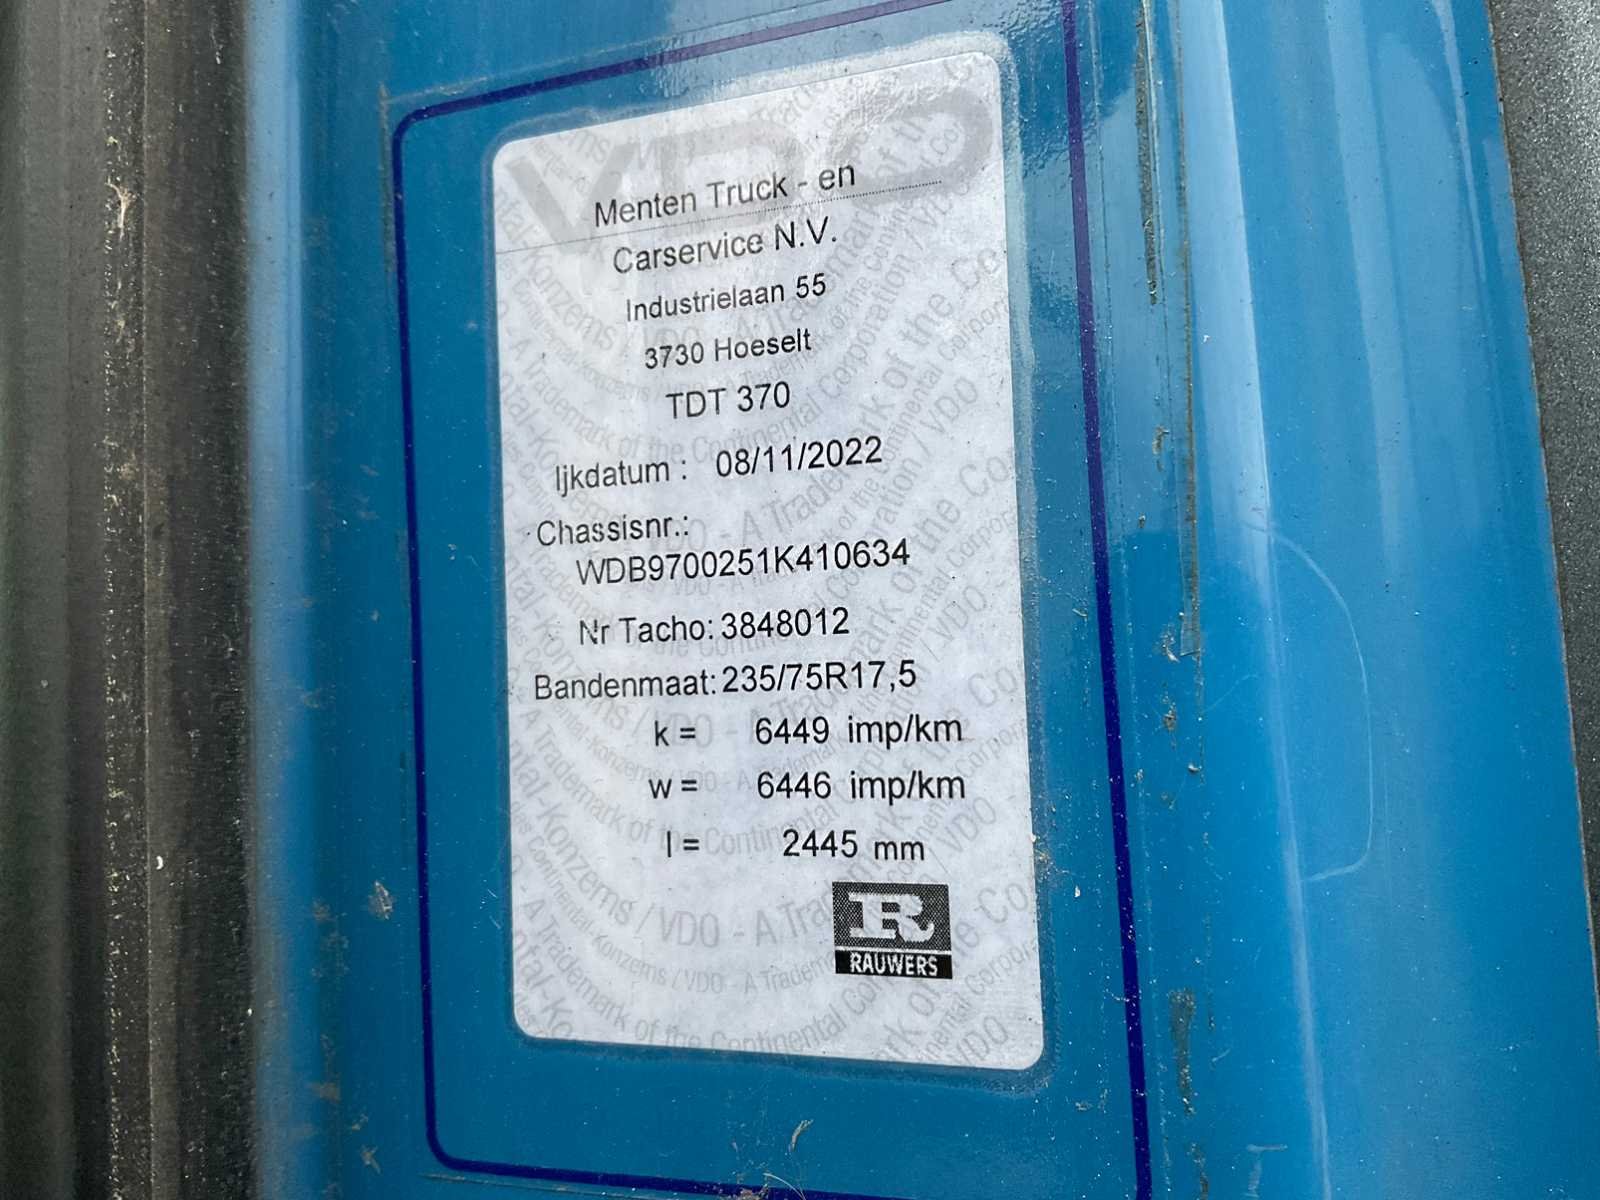 VDO
Menten Truck - en
Carservice N.V.
Industrielaan 55
3730 Hoeselt
TDT 370
Ijkdatum : 08/11/2022
Chassisnr.:
WDB9700251K410634
Nr Tacho: 3848012
Bandenmaat: 235/75R17,5
k = 6449 imp/km
w = 6446 imp/km
l = 2445 mm
R
RAUWERS